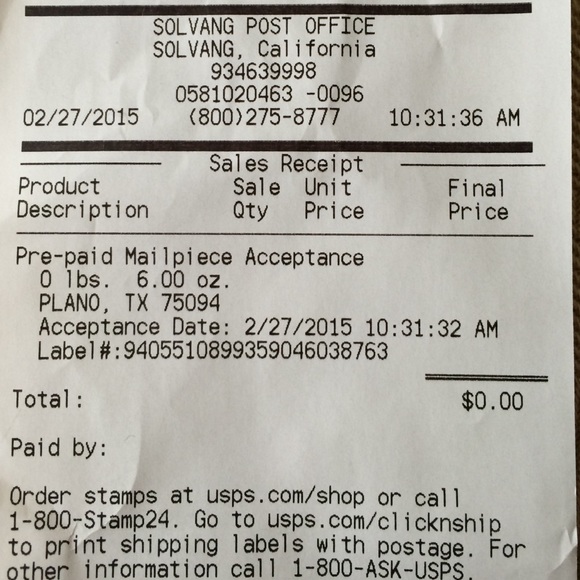 SOLVANG POST OFFICE
SOLVANG, California
934639998
0581020463 -0096
02/27/2015 (800)275-8777 10:31:36 AM
Sales Receipt
Product Sale Unit Final
Description Qty Price Price
Pre-paid Mailpiece Acceptance
0 lbs. 6.00 oz.
PLANO, TX 75094
Acceptance Date: 2/27/2015 10:31:32 AM
Label#:9405510899359046038763
Total: $0.00
Paid by:
Order stamps at usps.com/shop or call
1-800-Stamp24. Go to usps.com/clicknship
to print shipping labels with postage. For
other information call 1-800-ASK-USPS.